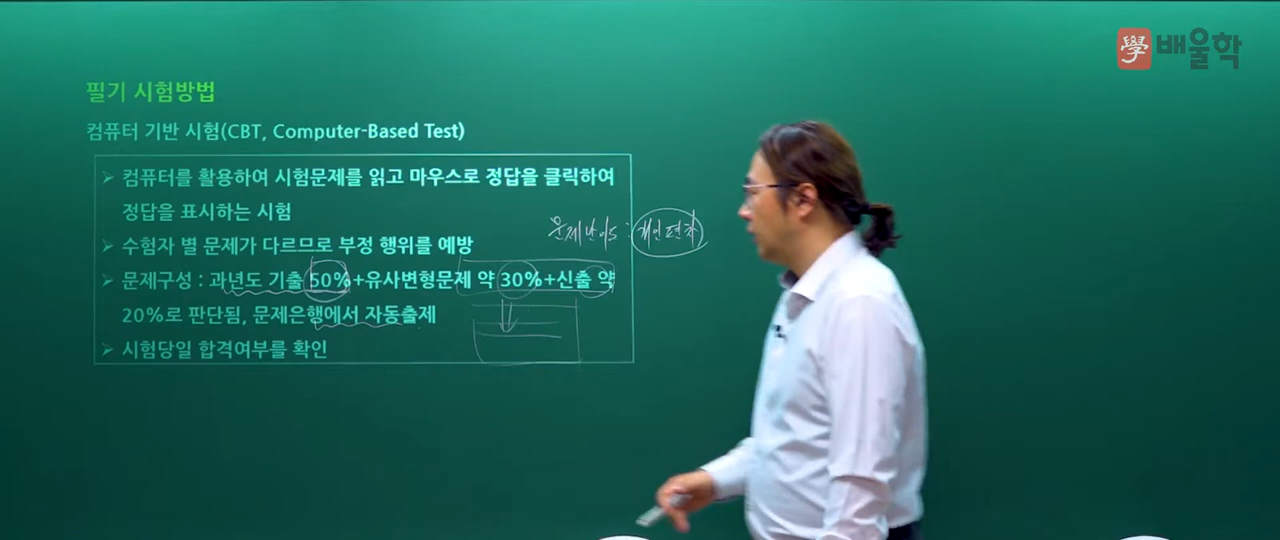 學 배울학
필기 시험방법
컴퓨터 기반 시험(CBT, Computer-Based Test)
➢ 컴퓨터를 활용하여 시험문제를 읽고 마우스로 정답을 클릭하여
정답을 표시하는 시험
문제난이도 : 개인편차
➢ 수험자 별 문제가 다르므로 부정 행위를 예방
➢ 문제구성 : 과년도 기출 50%+유사변형문제 약 30%+신출 약
20%로 판단됨, 문제은행에서 자동출제
➢ 시험당일 합격여부를 확인